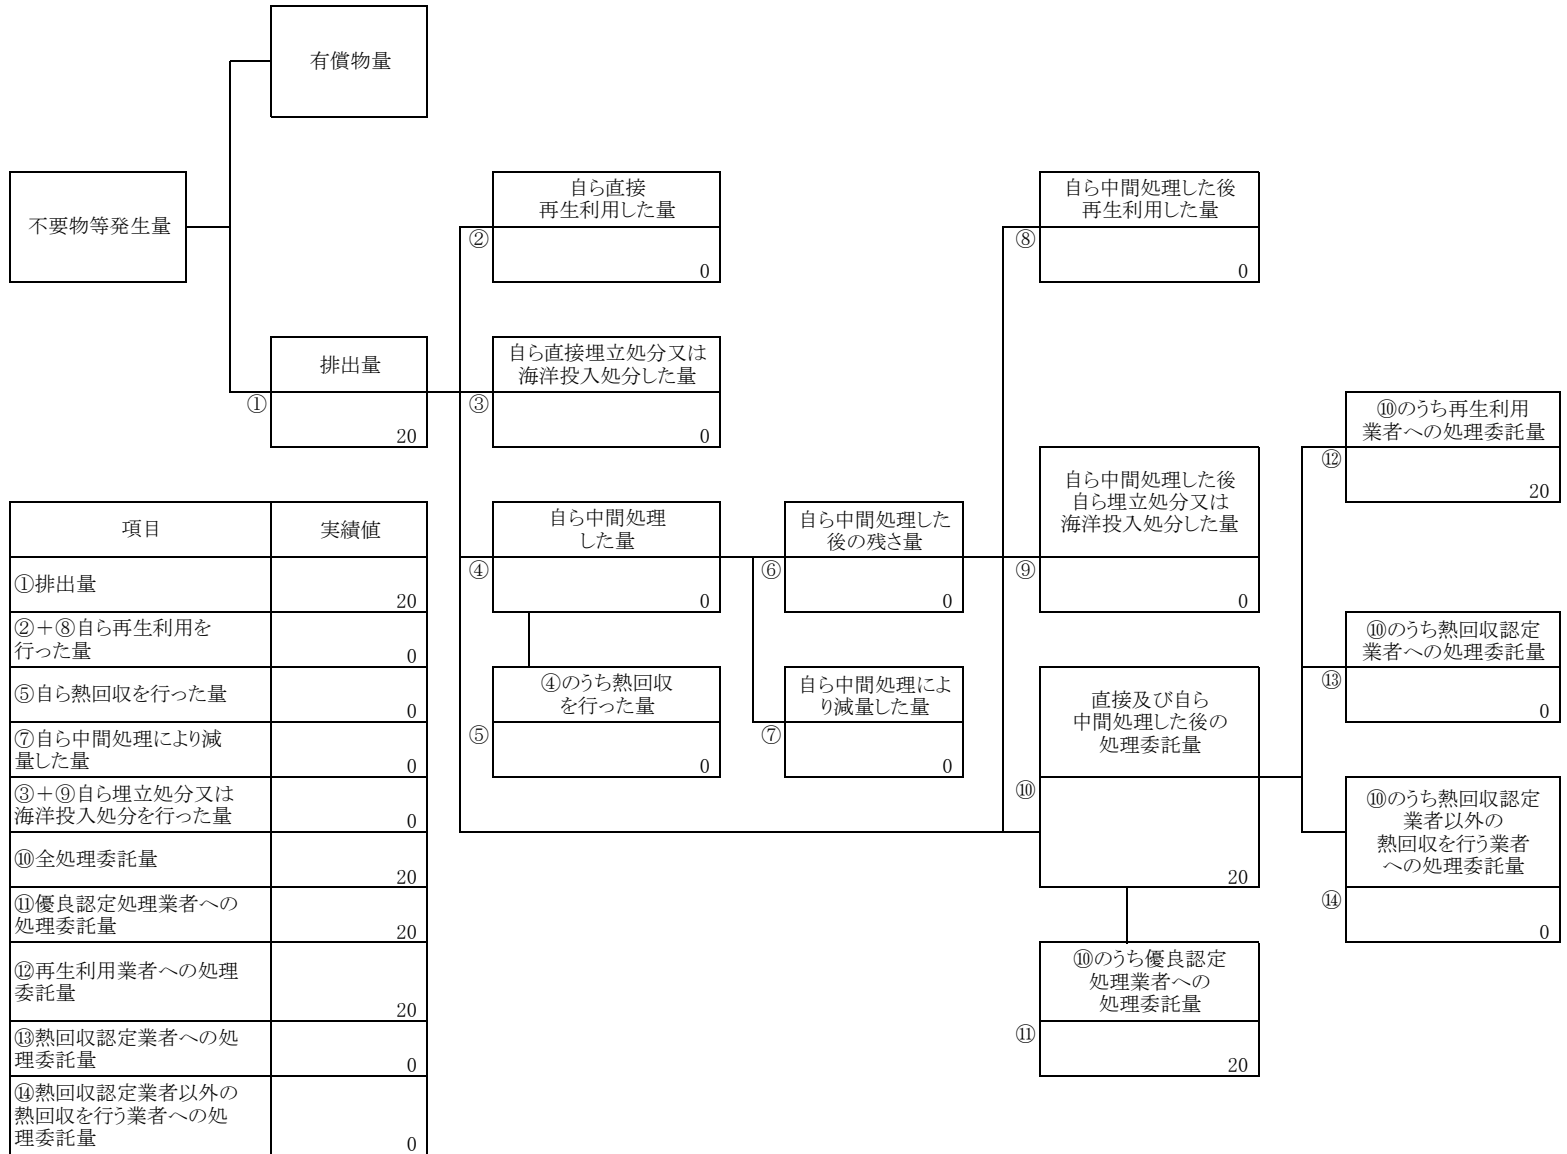 有償物量
不要物等発生量
自ら直接
再生利用した量
②
0
自ら中間処理した後
再生利用した量
⑧
0
排出量
①
20
自ら直接埋立処分又は
海洋投入処分した量
③
0
⑩のうち再生利用
業者への処理委託量
⑫
20
自ら中間処理
した量
④
0
自ら中間処理した
後の残さ量
⑥
0
自ら中間処理した後
自ら埋立処分又は
海洋投入処分した量
⑨
0
⑩のうち熱回収認定
業者への処理委託量
⑬
0
④のうち熱回収
を行った量
⑤
0
自ら中間処理によ
り減量した量
⑦
0
直接及び自ら
中間処理した後の
処理委託量
⑩
20
⑩のうち熱回収認定
業者以外の
熱回収を行う業者
への処理委託量
⑭
0
⑩のうち優良認定
処理業者への
処理委託量
⑪
20
項目 実績値
①排出量
20
②＋⑧自ら再生利用を
行った量
0
⑤自ら熱回収を行った量
0
⑦自ら中間処理により減
量した量
0
③＋⑨自ら埋立処分又は
海洋投入処分を行った量
0
⑩全処理委託量
20
⑪優良認定処理業者への
処理委託量
20
⑫再生利用業者への処理
委託量
20
⑬熱回収認定業者への処
理委託量
0
⑭熱回収認定業者以外の
熱回収を行う業者への処
理委託量
0